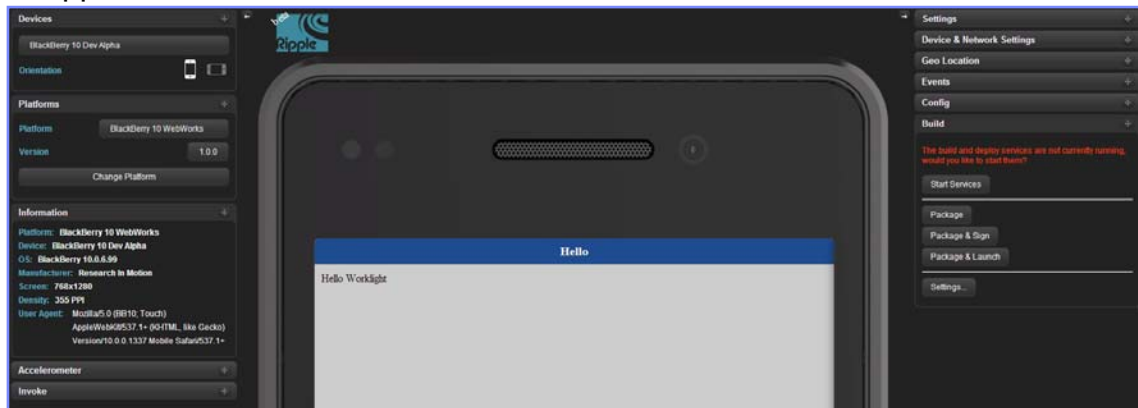 Devices
BlackBerry 10 Dev Alpha
Orientation
Platforms
Platform BlackBerry 10 WebWorks
Version 1.0.0
Change Platform
Information
Platform: BlackBerry 10 WebWorks
Device: BlackBerry 10 Dev Alpha
OS: BlackBerry 10.0.6.99
Manufacturer: Research In Motion
Screen: 768x1280
Density: 355 PPI
User Agent: Mozilla/5.0 (BB10; Touch)
AppleWebKit/537.1+ (KHTML, like Gecko)
Version/10.0.0.1337 Mobile Safari/537.1+
Accelerometer
Invoke
beta
Ripple
Hello
Hello Worklight
Settings
Device & Network Settings
Geo Location
Events
Config
Build
The build and deploy services are not currently running,
would you like to start them?
Start Services
Package
Package & Sign
Package & Launch
Settings...